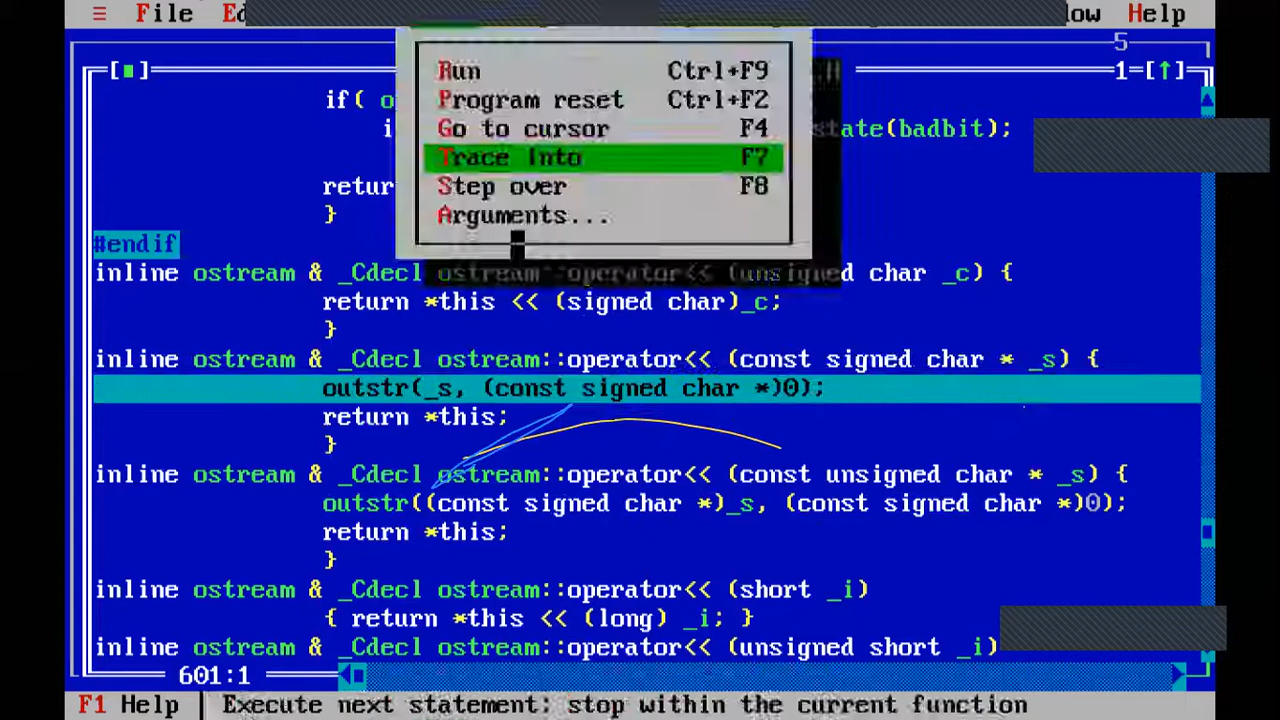 ≡ File Ed ow Help
5
[■] 1=[↑]
Run Ctrl+F9
Program reset Ctrl+F2
Go to cursor F4
Trace into F7
Step over F8
Arguments...
if( o
i state(badbit);
retur
}
#endif
inline ostream & _Cdecl ostream::operator<< (unsigned char _c) {
return *this << (signed char)_c;
}
inline ostream & _Cdecl ostream::operator<< (const signed char * _s) {
outstr(_s, (const signed char *)0);
return *this;
}
inline ostream & _Cdecl ostream::operator<< (const unsigned char * _s) {
outstr((const signed char *)_s, (const signed char *)0);
return *this;
}
inline ostream & _Cdecl ostream::operator<< (short _i)
{ return *this << (long) _i; }
inline ostream & _Cdecl ostream::operator<< (unsigned short _i)
601:1
F1 Help | Execute next statement; stop within the current function